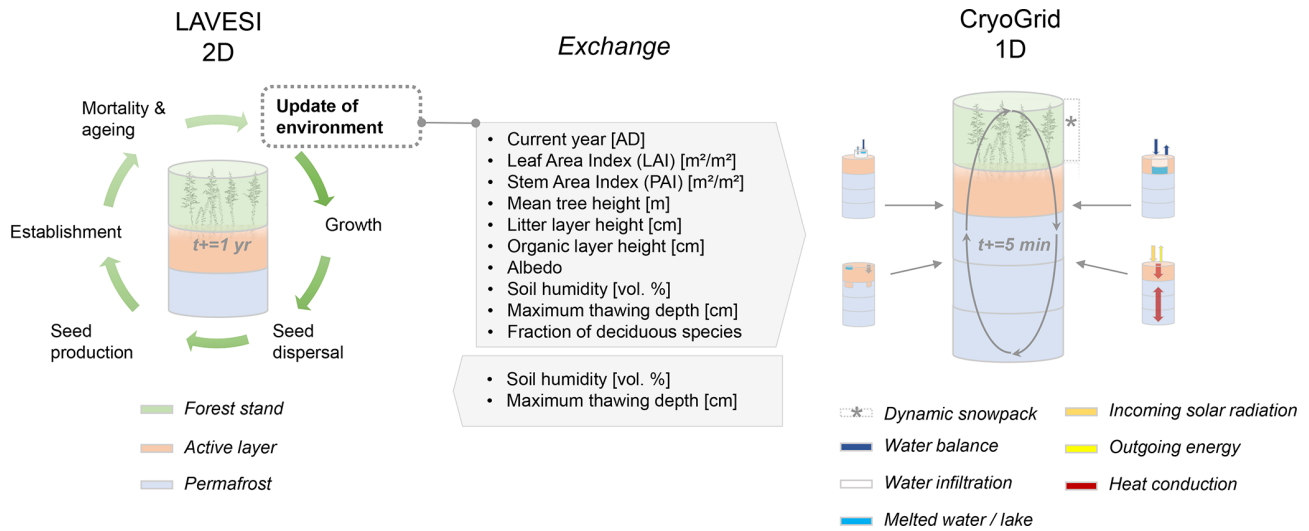 LAVESI
2D
Exchange
CryoGrid
1D
Mortality &
ageing
Update of
environment
Growth
Seed
dispersal
Seed
production
Establishment
t+=1 yr
• Current year [AD]
• Leaf Area Index (LAI) [m²/m²]
• Stem Area Index (PAI) [m²/m²]
• Mean tree height [m]
• Litter layer height [cm]
• Organic layer height [cm]
• Albedo
• Soil humidity [vol. %]
• Maximum thawing depth [cm]
• Fraction of deciduous species
• Soil humidity [vol. %]
• Maximum thawing depth [cm]
*
t+=5 min
Forest stand
Active layer
Permafrost
* Dynamic snowpack
Water balance
Water infiltration
Melted water / lake
Incoming solar radiation
Outgoing energy
Heat conduction